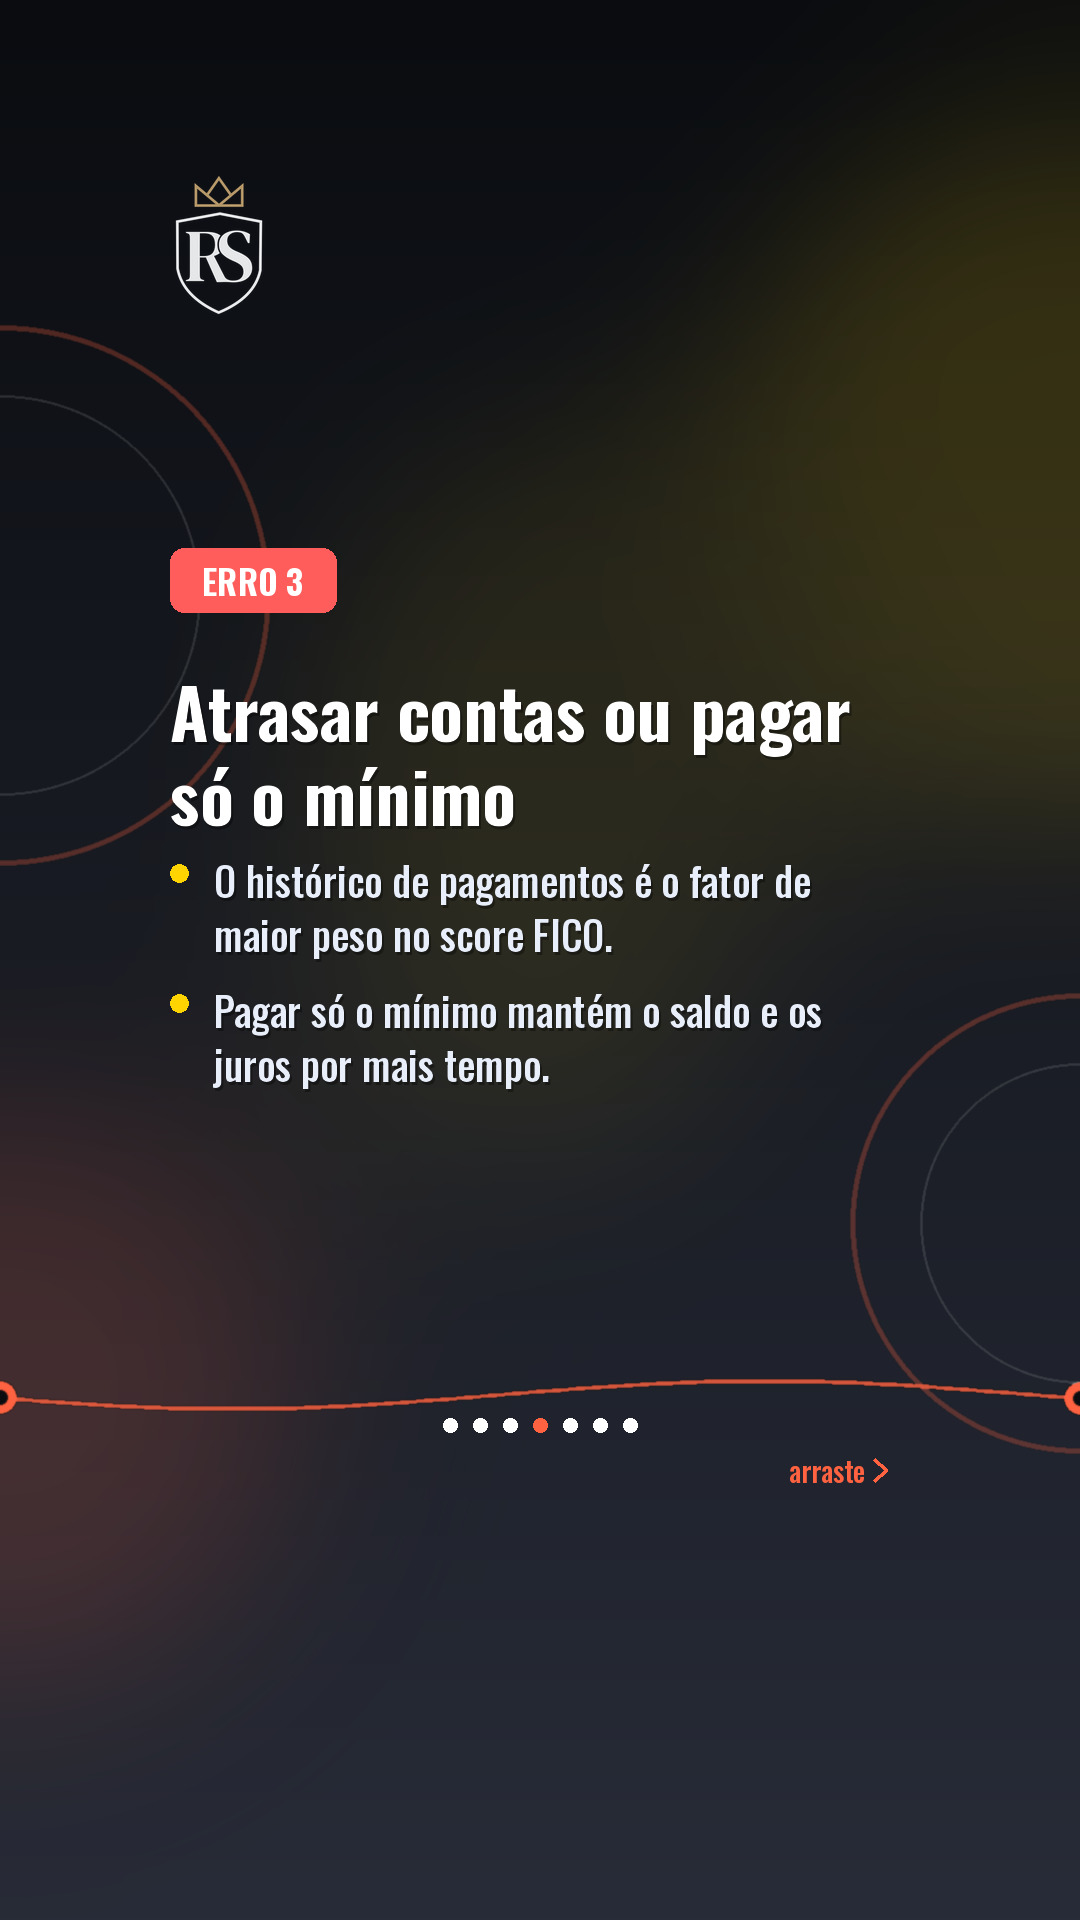 RS
ERRO 3
Atrasar contas ou pagar
só o mínimo
O histórico de pagamentos é o fator de
maior peso no score FICO.
Pagar só o mínimo mantém o saldo e os
juros por mais tempo.
arraste